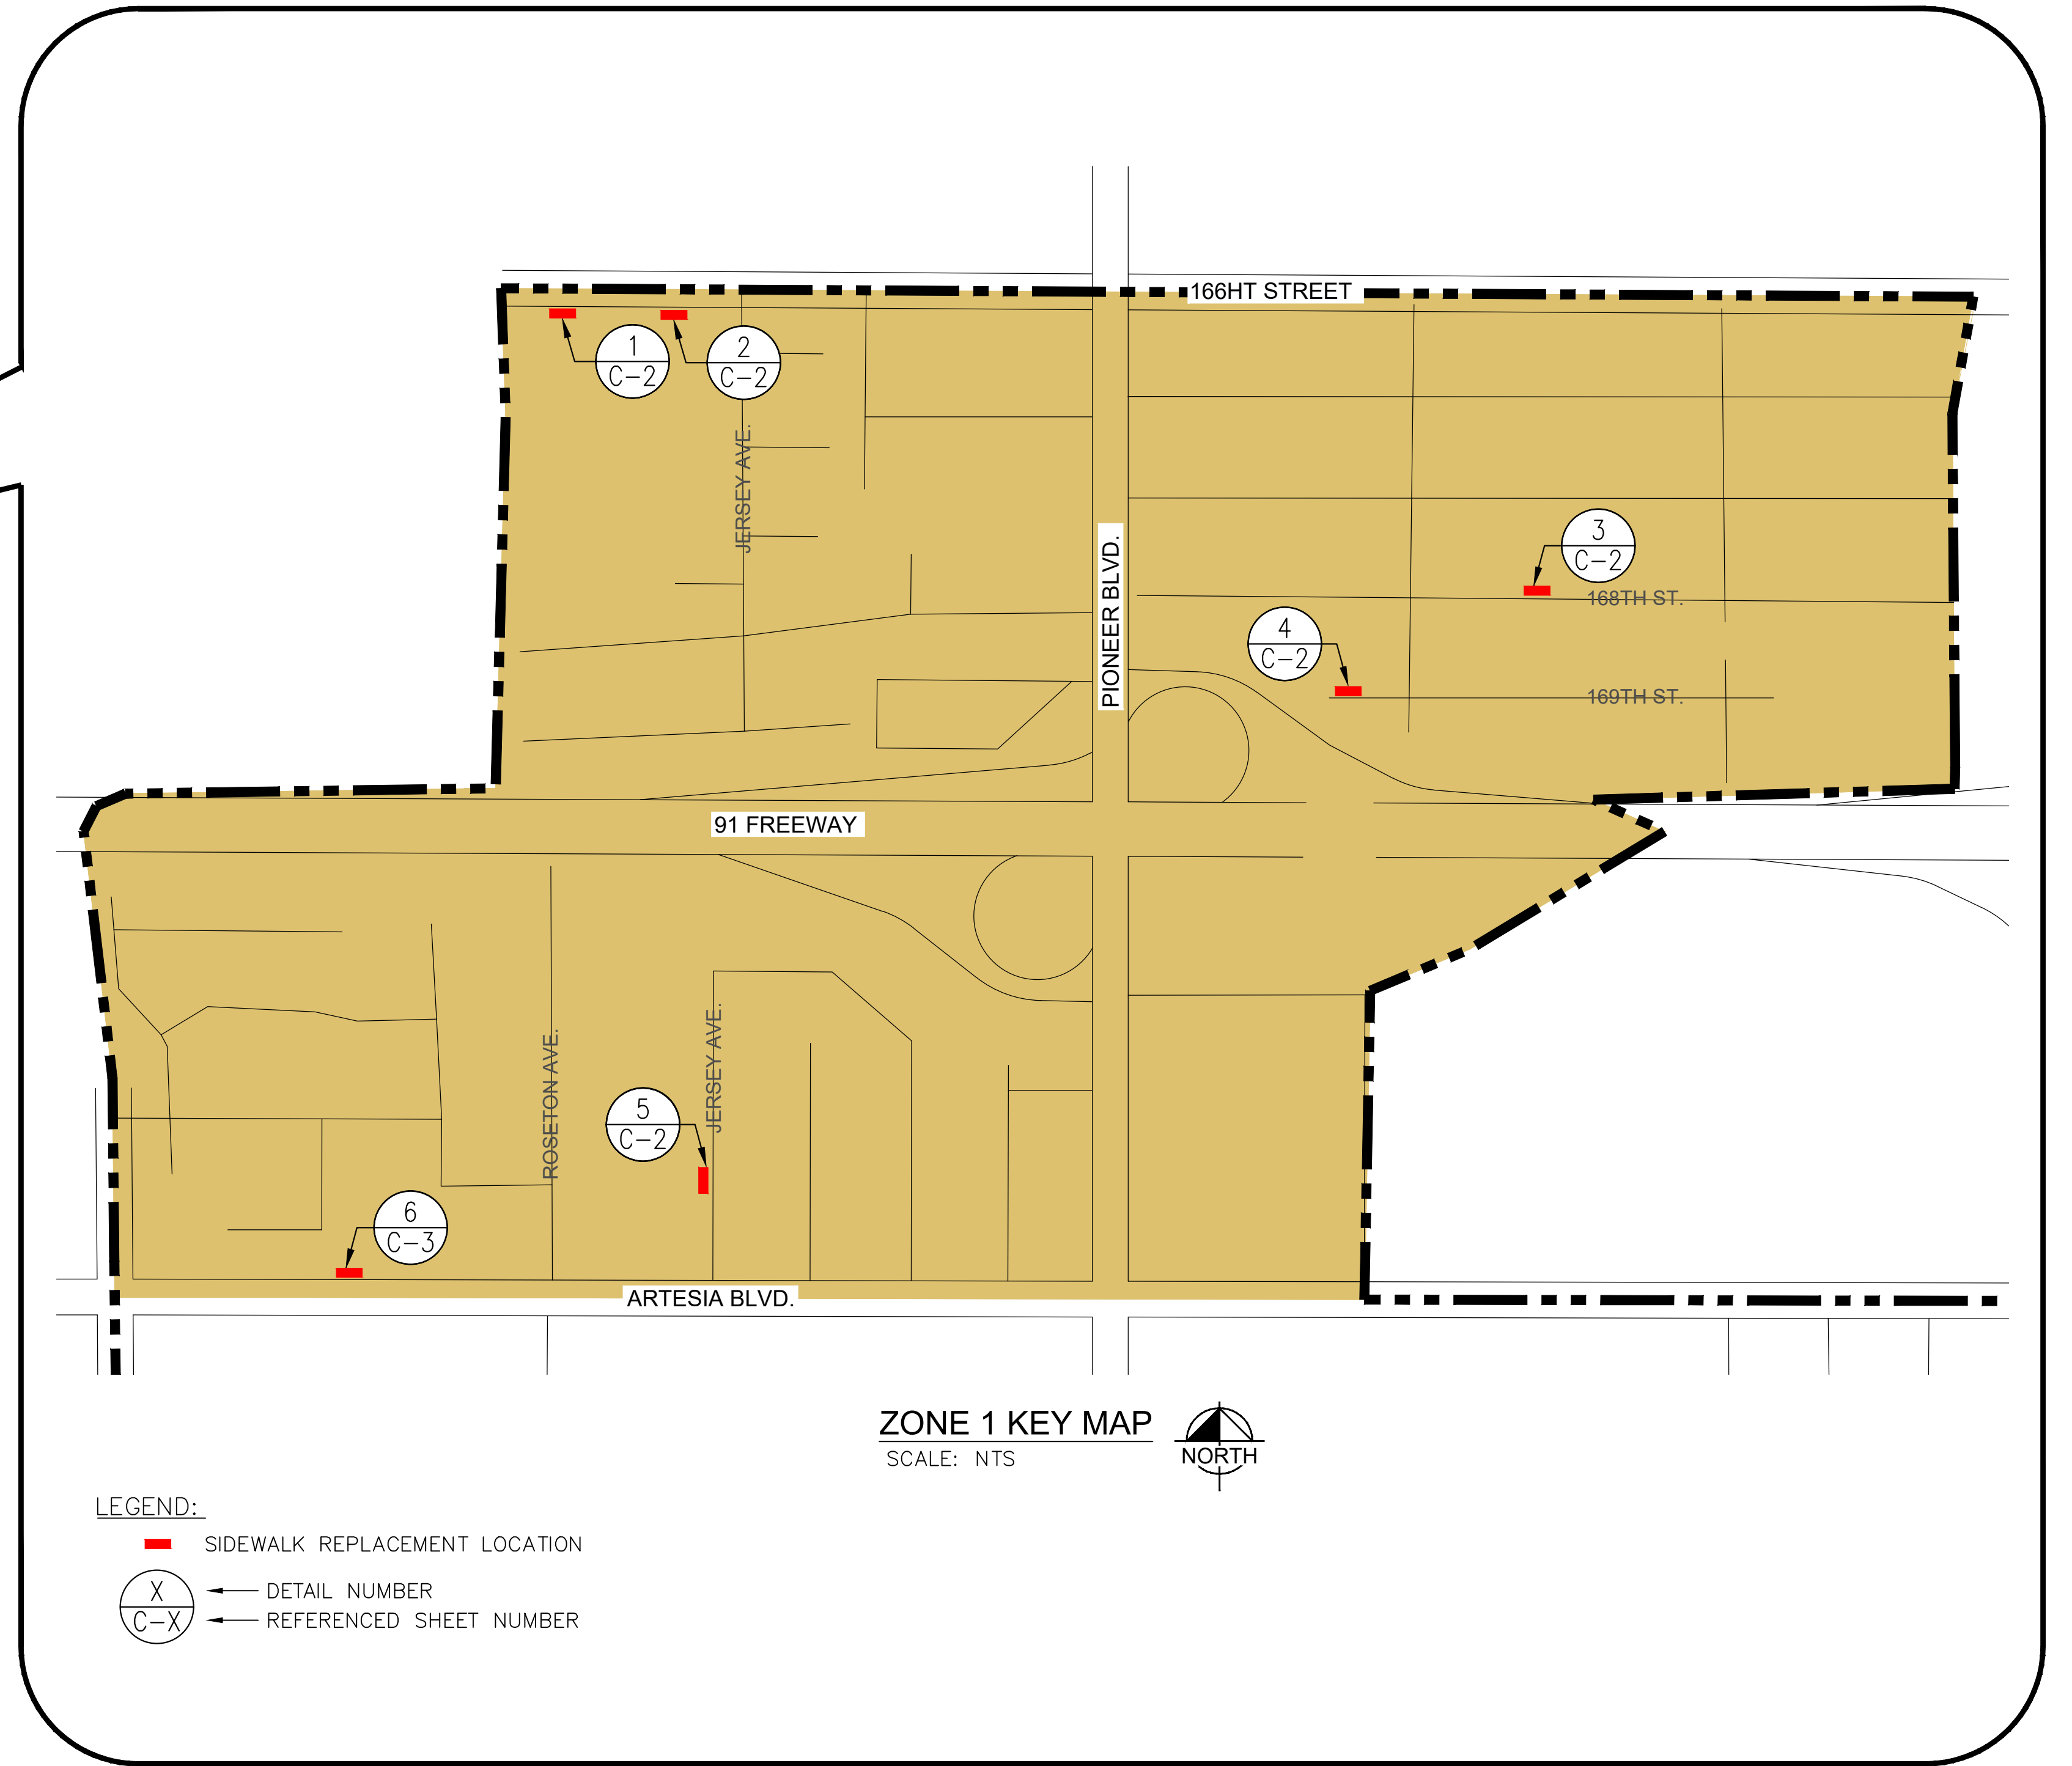 166HT STREET
1
C-2
2
C-2
JERSEY AVE.
3
C-2
168TH ST.
PIONEER BLVD.
4
C-2
169TH ST.
91 FREEWAY
ROSETON AVE.
JERSEY AVE.
5
C-2
6
C-3
ARTESIA BLVD.
ZONE 1 KEY MAP
SCALE: NTS
NORTH
LEGEND:
SIDEWALK REPLACEMENT LOCATION
X
C-X
DETAIL NUMBER
REFERENCED SHEET NUMBER